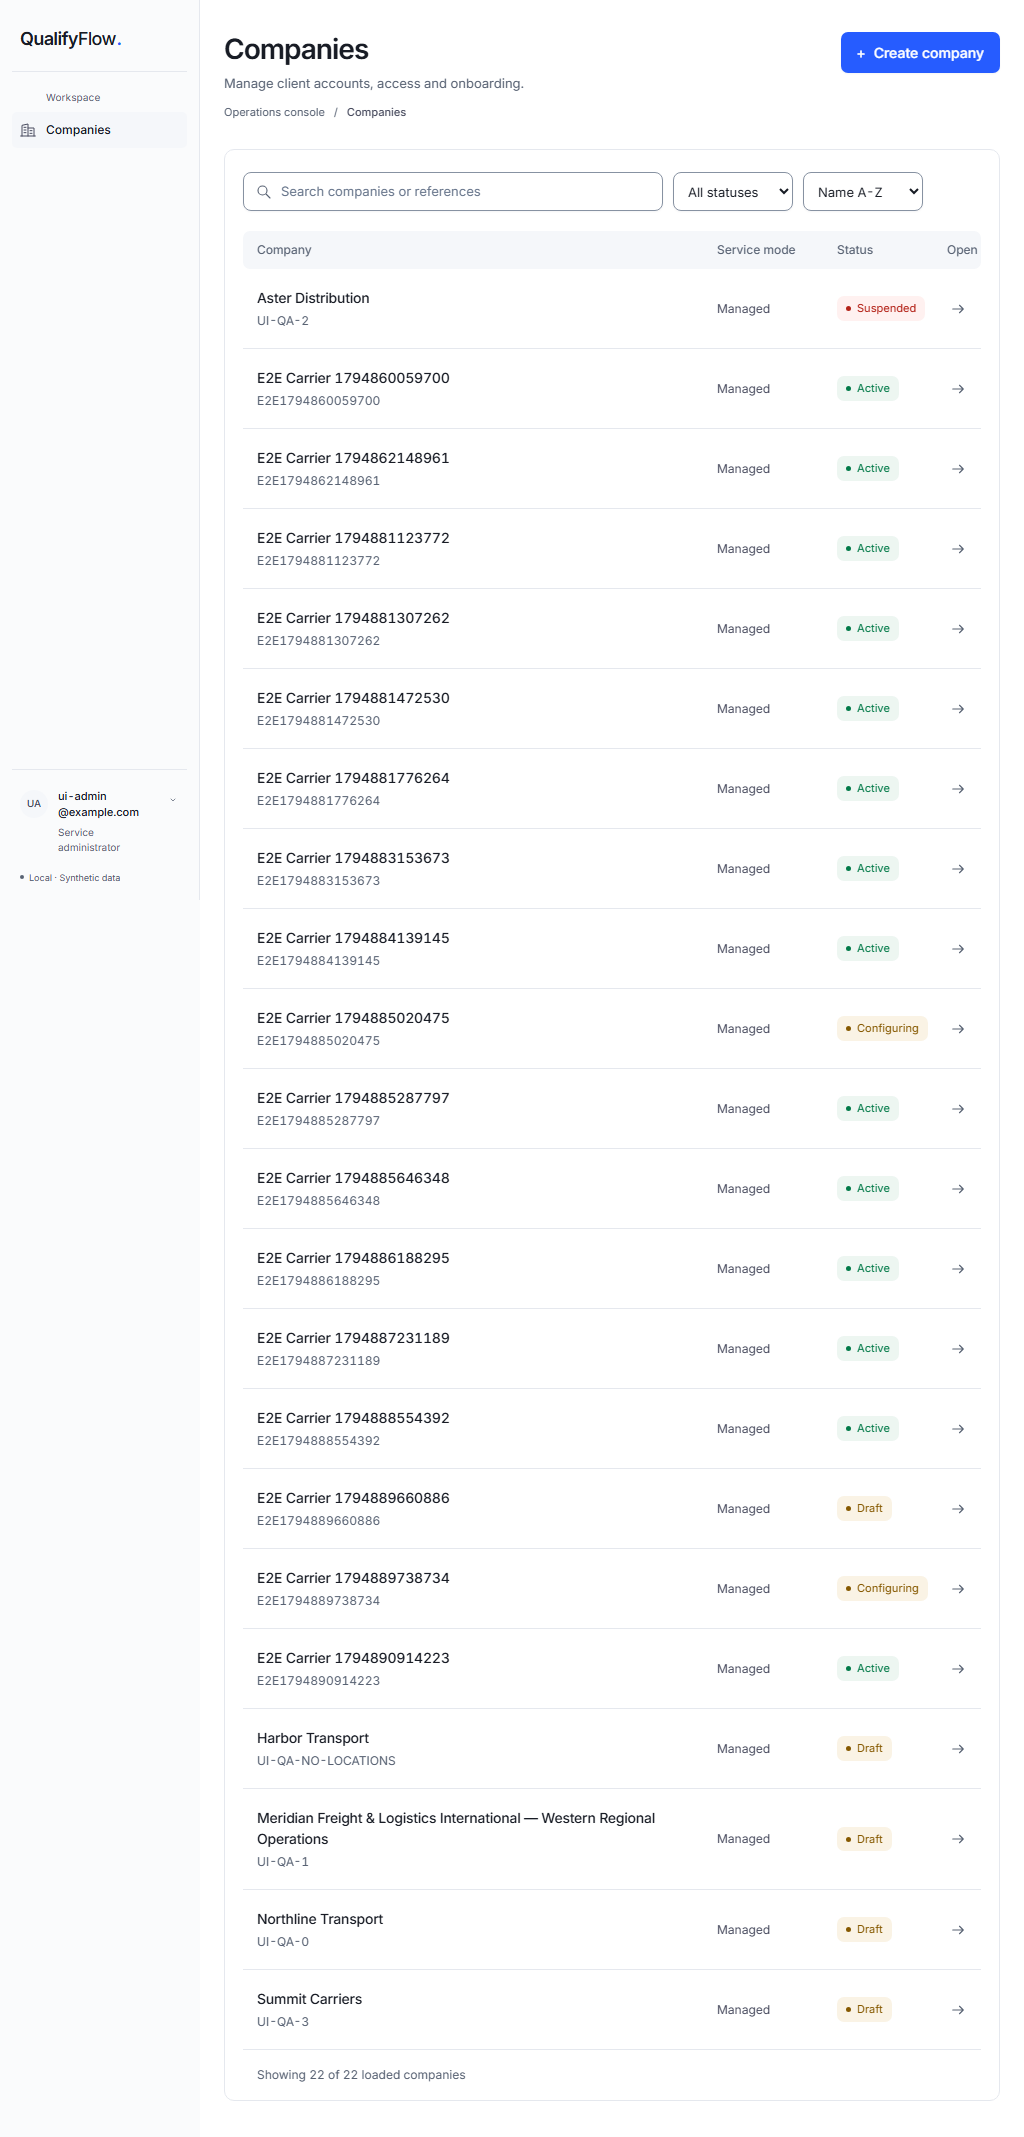 QualifyFlow.
Workspace
Companies
ui-admin
@example.com
Service
administrator
UA
Local · Synthetic data
Companies
Manage client accounts, access and onboarding.
Operations console / Companies
+ Create company
Search companies or references
All statuses
Name A-Z
Company Service mode Status Open
Aster Distribution
UI-QA-2
Managed Suspended →
E2E Carrier 1794860059700
E2E1794860059700
Managed Active →
E2E Carrier 1794862148961
E2E1794862148961
Managed Active →
E2E Carrier 1794881123772
E2E1794881123772
Managed Active →
E2E Carrier 1794881307262
E2E1794881307262
Managed Active →
E2E Carrier 1794881472530
E2E1794881472530
Managed Active →
E2E Carrier 1794881776264
E2E1794881776264
Managed Active →
E2E Carrier 1794883153673
E2E1794883153673
Managed Active →
E2E Carrier 1794884139145
E2E1794884139145
Managed Active →
E2E Carrier 1794885020475
E2E1794885020475
Managed Configuring →
E2E Carrier 1794885287797
E2E1794885287797
Managed Active →
E2E Carrier 1794885646348
E2E1794885646348
Managed Active →
E2E Carrier 1794886188295
E2E1794886188295
Managed Active →
E2E Carrier 1794887231189
E2E1794887231189
Managed Active →
E2E Carrier 1794888554392
E2E1794888554392
Managed Active →
E2E Carrier 1794889660886
E2E1794889660886
Managed Draft →
E2E Carrier 1794889738734
E2E1794889738734
Managed Configuring →
E2E Carrier 1794890914223
E2E1794890914223
Managed Active →
Harbor Transport
UI-QA-NO-LOCATIONS
Managed Draft →
Meridian Freight & Logistics International — Western Regional
Operations
UI-QA-1
Managed Draft →
Northline Transport
UI-QA-0
Managed Draft →
Summit Carriers
UI-QA-3
Managed Draft →
Showing 22 of 22 loaded companies